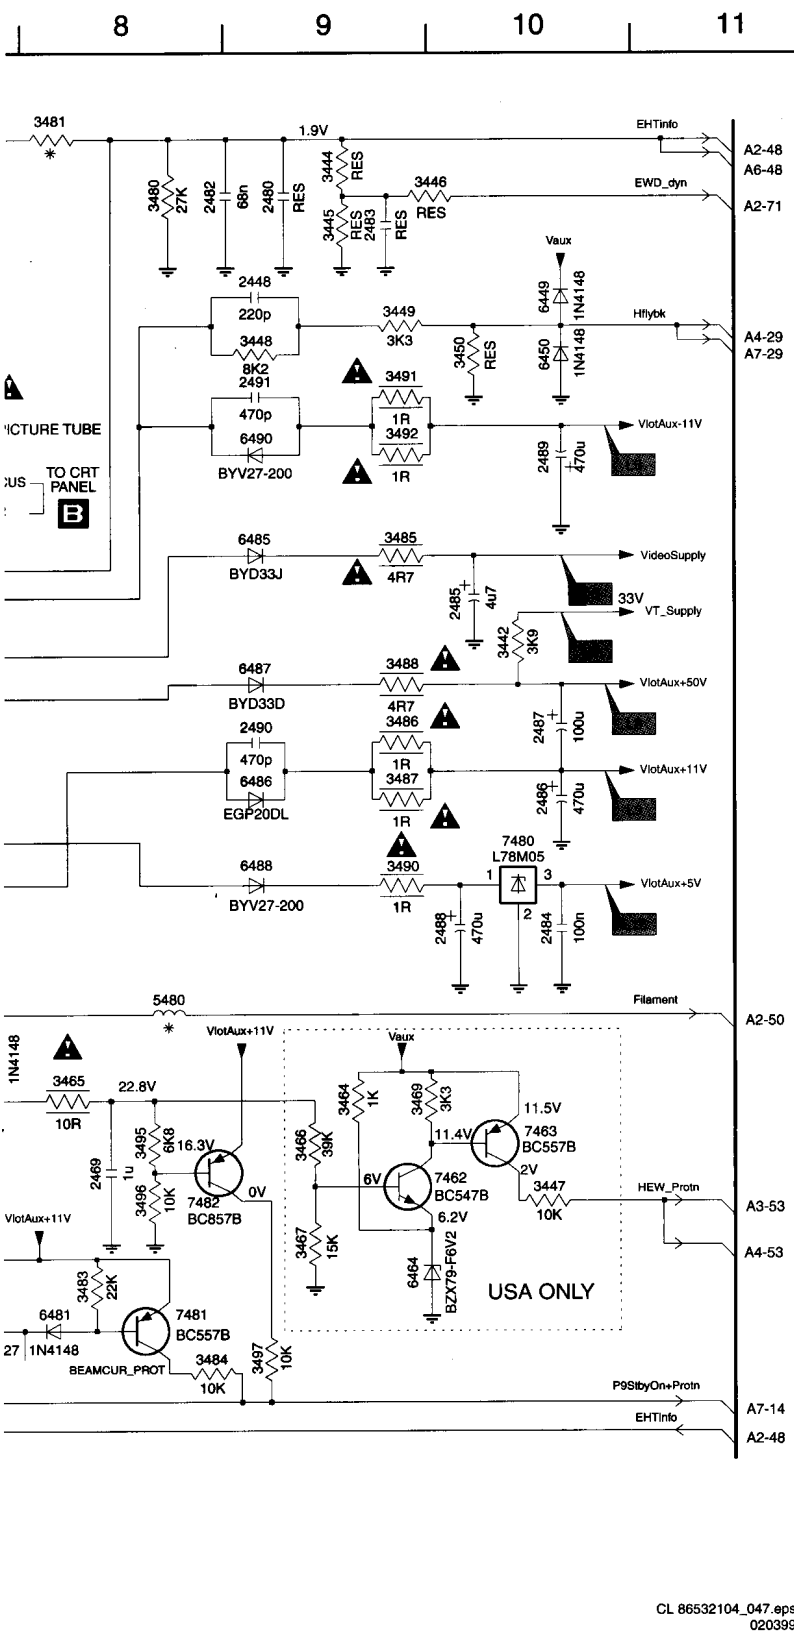 8 9 10 11
3481
1.9V
EHTinfo
A2-48
A6-48
3480
27K
2482
68n
2480
RES
3444
RES
3445
RES
2483
RES
3446
RES
EWD_dyn
A2-71
Vaux
6449
1N4148
6450
1N4148
2448
220p
3448
8K2
3449
3K3
3450
RES
Hflybk
A4-29
A7-29
2491
470p
6490
BYV27-200
3491
1R
3492
1R
2489
470u
VlotAux-11V
ICTURE TUBE
CUS
TO CRT
PANEL
B
6485
BYD33J
3485
4R7
2485
4u7
VideoSupply
33V
VT_Supply
3442
3K9
6487
BYD33D
3488
4R7
VlotAux+50V
2487
100u
2490
470p
6486
EGP20DL
3486
1R
3487
1R
VlotAux+11V
2486
470u
6488
BYV27-200
3490
1R
7480
L78M05
1
3
2
2488
470u
2484
100n
VlotAux+5V
5480
*
Filament
A2-50
1N4148
3465
10R
22.8V
VlotAux+11V
2469
1u
3495
6K8
3496
10K
16.3V
7482
BC857B
0V
Vaux
3464
1K
3469
3K3
3466
39K
3467
15K
11.4V
11.5V
7463
BC557B
2V
6V
7462
BC547B
6.2V
3447
10K
6464
BZX79-F6V2
USA ONLY
HEW_Protn
A3-53
A4-53
VlotAux+11V
3483
22K
6481
27
1N4148
7481
BC557B
BEAMCUR_PROT
3484
10K
3497
10K
P9StbyOn+Protn
A7-14
EHTinfo
A2-48
CL 86532104_047.eps
020399